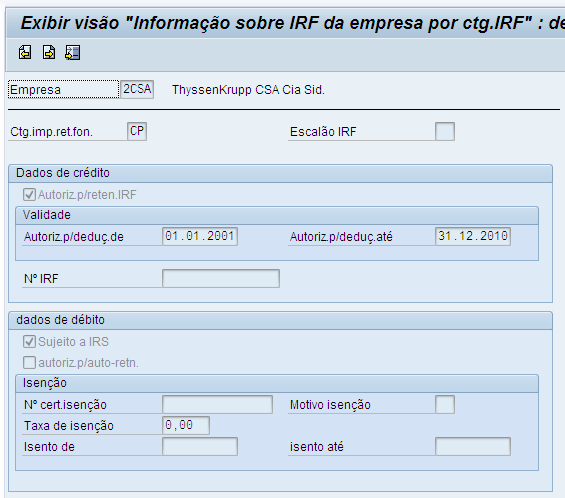 Exibir visão "Informação sobre IRF da empresa por ctg.IRF" : de
Empresa 2CSA ThyssenKrupp CSA Cia Sid.
Ctg.imp.ret.fon. CP Escalão IRF
Dados de crédito
Autoriz.p/reten.IRF
Validade
Autoriz.p/deduç.de 01.01.2001 Autoriz.p/deduç.até 31.12.2010
Nº IRF
dados de débito
Sujeito a IRS
autoriz.p/auto-retn.
Isenção
Nº cert.isenção Motivo isenção
Taxa de isenção 0,00
Isento de isento até